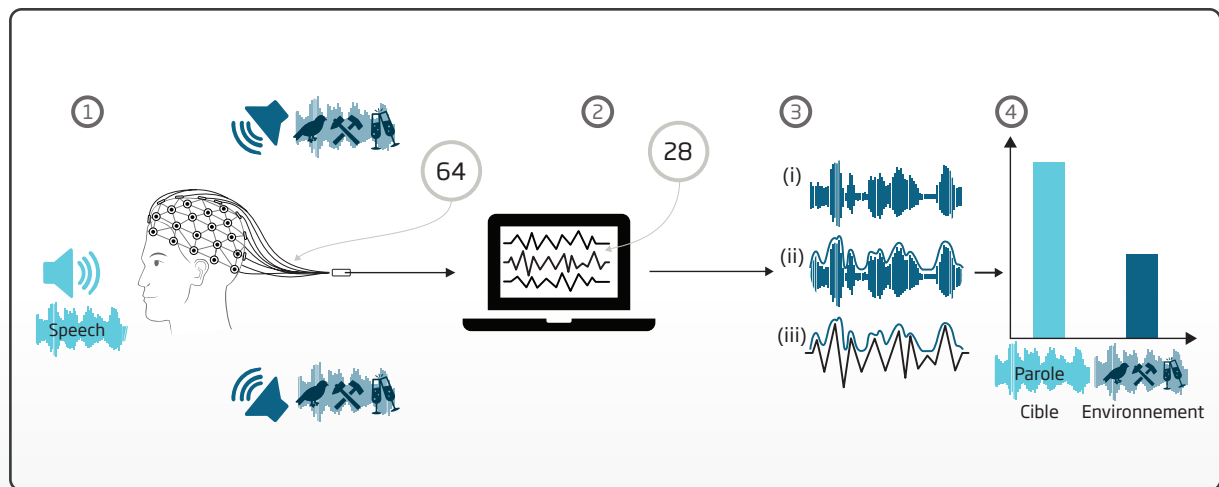 1
2
3
4
64
28
(i)
(ii)
(iii)
Speech
Parole
Cible
Environnement